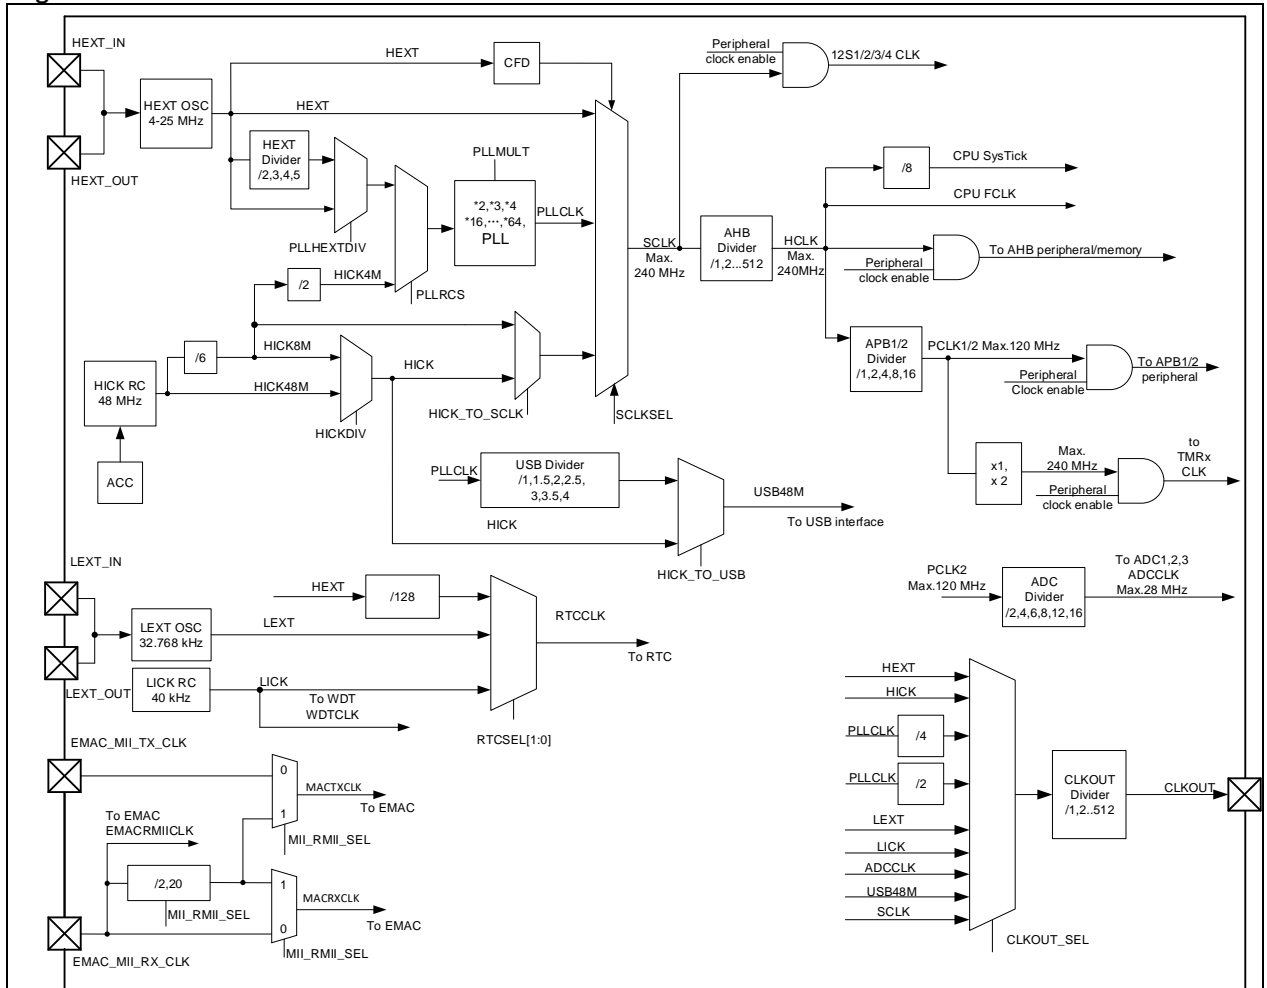 HEXT_IN
HEXT_OUT
HEXT OSC
4-25 MHz
HEXT
CFD
HEXT
HEXT
Divider
/2,3,4,5
PLLHEXTDIV
PLLMULT
*2,*3,*4
*16,···,*64,
PLL
PLLCLK
/2
HICK4M
PLLRCS
/6
HICK8M
HICK RC
48 MHz
HICK48M
HICKDIV
ACC
HICK
HICK_TO_SCLK
SCLKSEL
Peripheral
clock enable
12S1/2/3/4 CLK
SCLK
Max.
240 MHz
AHB
Divider
/1,2...512
HCLK
Max.
240MHz
/8
CPU SysTick
CPU FCLK
Peripheral
clock enable
To AHB peripheral/memory
APB1/2
Divider
/1,2,4,8,16
PCLK1/2 Max.120 MHz
Peripheral
Clock enable
To APB1/2
peripheral
x1,
x 2
Max.
240 MHz
Peripheral
clock enable
to
TMRx
CLK
PLLCLK
USB Divider
/1,1.5,2,2.5,
3,3.5,4
HICK
USB48M
To USB interface
HICK_TO_USB
PCLK2
Max.120 MHz
ADC
Divider
/2,4,6,8,12,16
To ADC1,2,3
ADCCLK
Max.28 MHz
LEXT_IN
LEXT_OUT
HEXT
/128
LEXT OSC
32.768 kHz
LEXT
LICK RC
40 kHz
LICK
To WDT
WDTCLK
RTCCLK
To RTC
RTCSEL[1:0]
EMAC_MII_TX_CLK
0
1
MACTXCLK
To EMAC
MII_RMII_SEL
To EMAC
EMACRMIICLK
/2,20
MII_RMII_SEL
1
0
MACRXCLK
To EMAC
MII_RMII_SEL
EMAC_MII_RX_CLK
HEXT
HICK
PLLCLK
/4
PLLCLK
/2
LEXT
LICK
ADCCLK
USB48M
SCLK
CLKOUT_SEL
CLKOUT
Divider
/1,2..512
CLKOUT